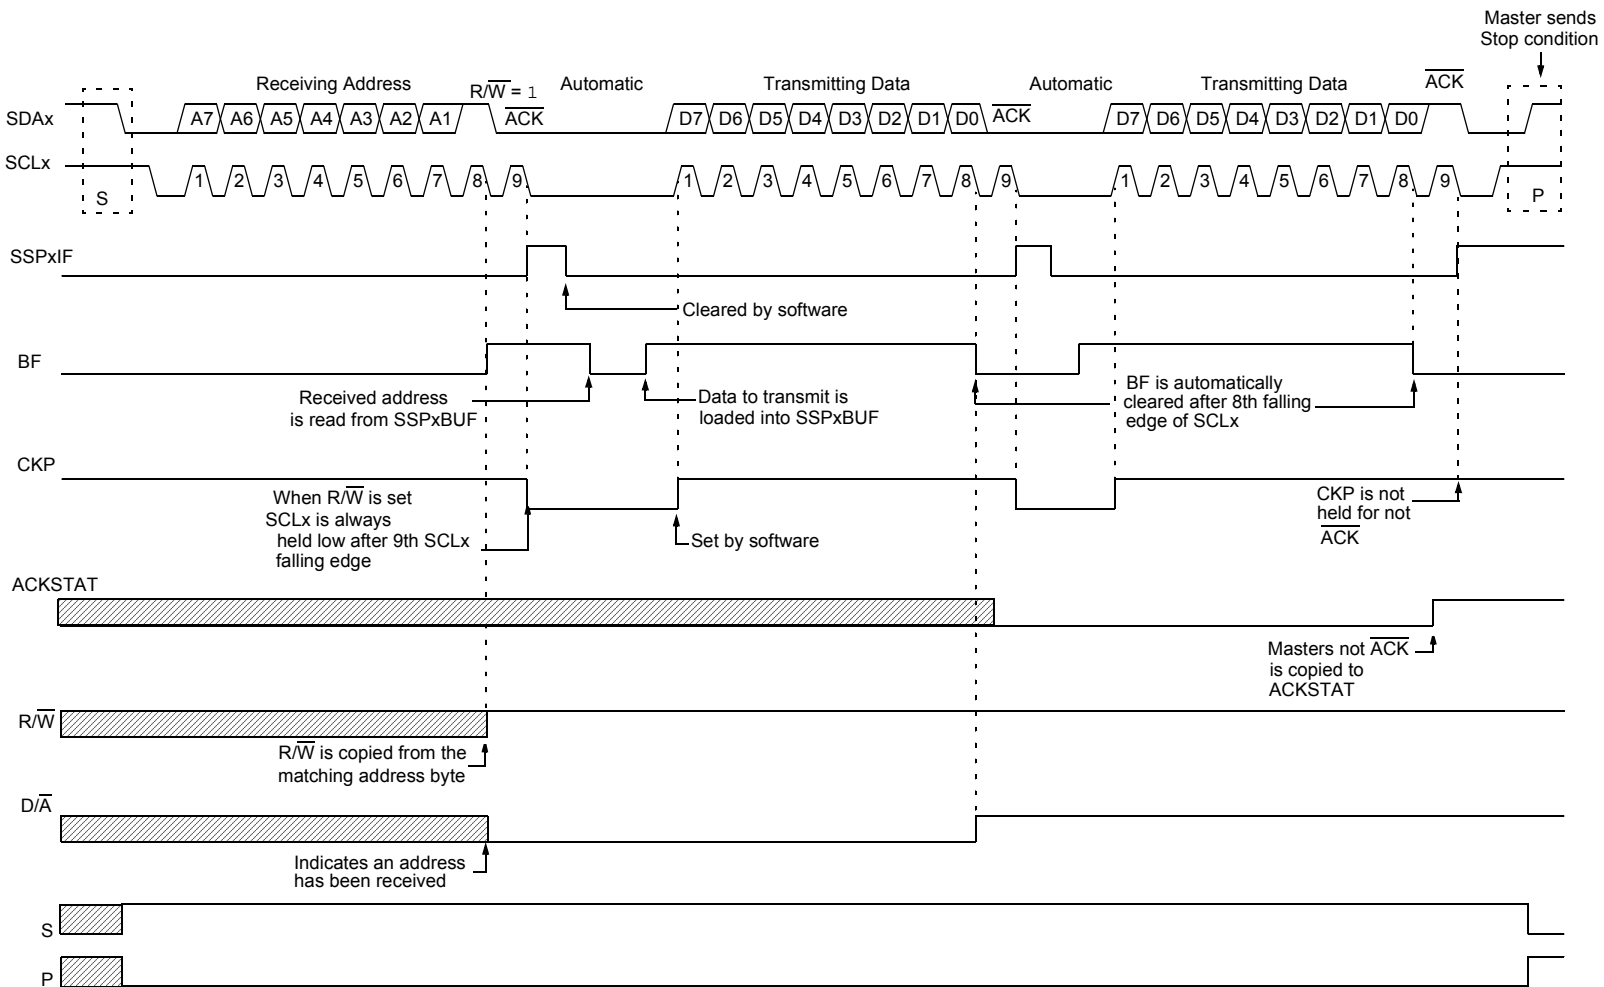 Master sends
Stop condition
Receiving Address
R/W̅ = 1
Automatic
Transmitting Data
Automatic
Transmitting Data
A̅C̅K̅
SDAx
A7 A6 A5 A4 A3 A2 A1
A̅C̅K̅
D7 D6 D5 D4 D3 D2 D1 D0
A̅C̅K̅
D7 D6 D5 D4 D3 D2 D1 D0
SCLx
S
1 2 3 4 5 6 7 8 9
1 2 3 4 5 6 7 8 9
1 2 3 4 5 6 7 8 9
P
SSPxIF
Cleared by software
BF
Received address
is read from SSPxBUF
Data to transmit is
loaded into SSPxBUF
BF is automatically
cleared after 8th falling
edge of SCLx
CKP
When R/W̅ is set
SCLx is always
held low after 9th SCLx
falling edge
Set by software
CKP is not
held for not
A̅C̅K̅
ACKSTAT
Masters not A̅C̅K̅
is copied to
ACKSTAT
R/W̅
R/W̅ is copied from the
matching address byte
D/A̅
Indicates an address
has been received
S
P